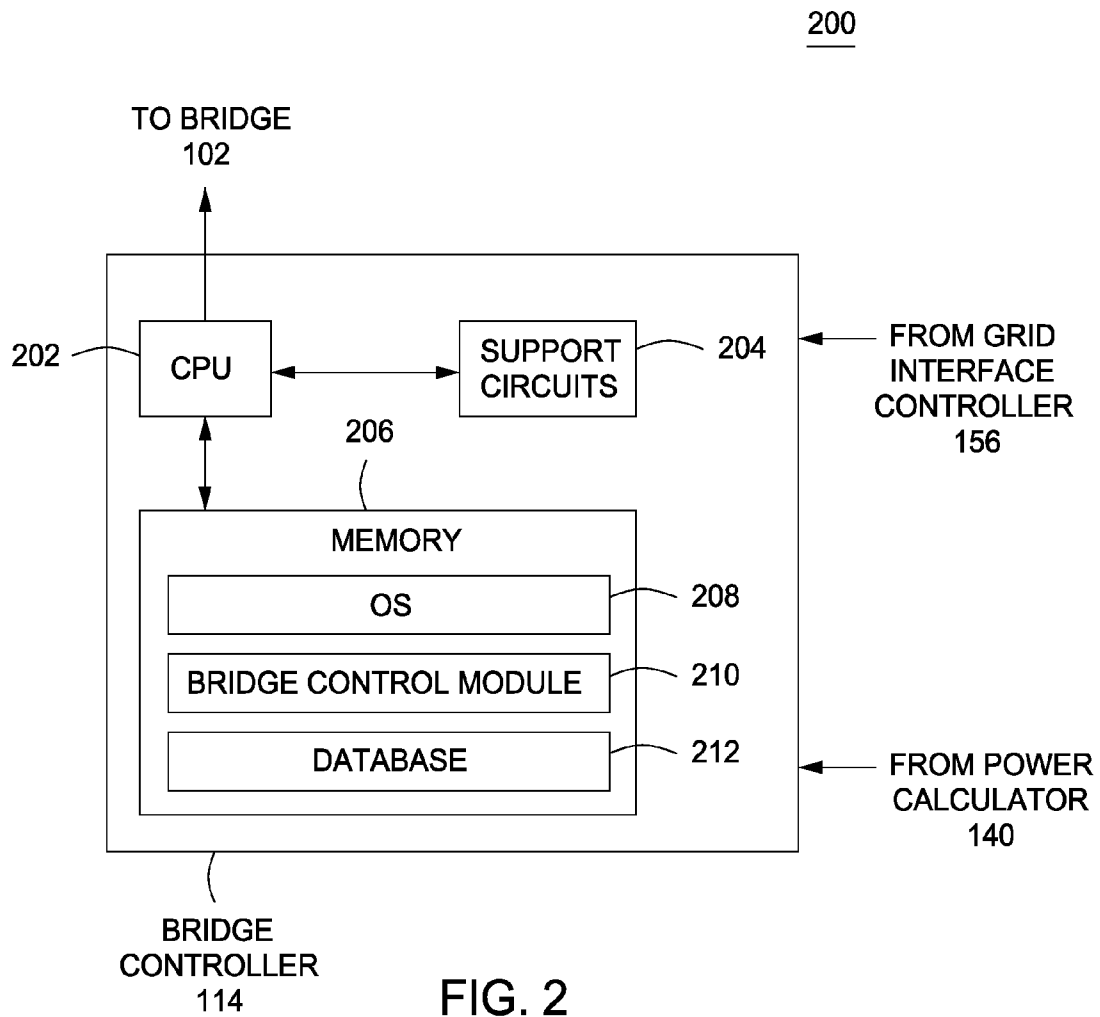 200
TO BRIDGE
102
202
CPU
SUPPORT
CIRCUITS
204
FROM GRID
INTERFACE
CONTROLLER
156
206
MEMORY
OS
208
BRIDGE CONTROL MODULE
210
DATABASE
212
FROM POWER
CALCULATOR
140
BRIDGE
CONTROLLER
114
FIG. 2